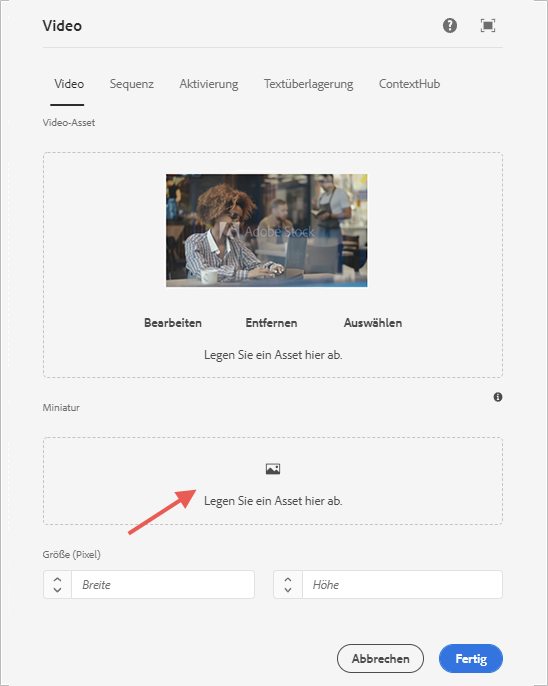 Video
Video Sequenz Aktivierung Textüberlagerung ContextHub
Video-Asset
Adobe Stock
Bearbeiten Entfernen Auswählen
Legen Sie ein Asset hier ab.
Miniatur
Legen Sie ein Asset hier ab.
Größe (Pixel)
Breite Höhe
Abbrechen Fertig